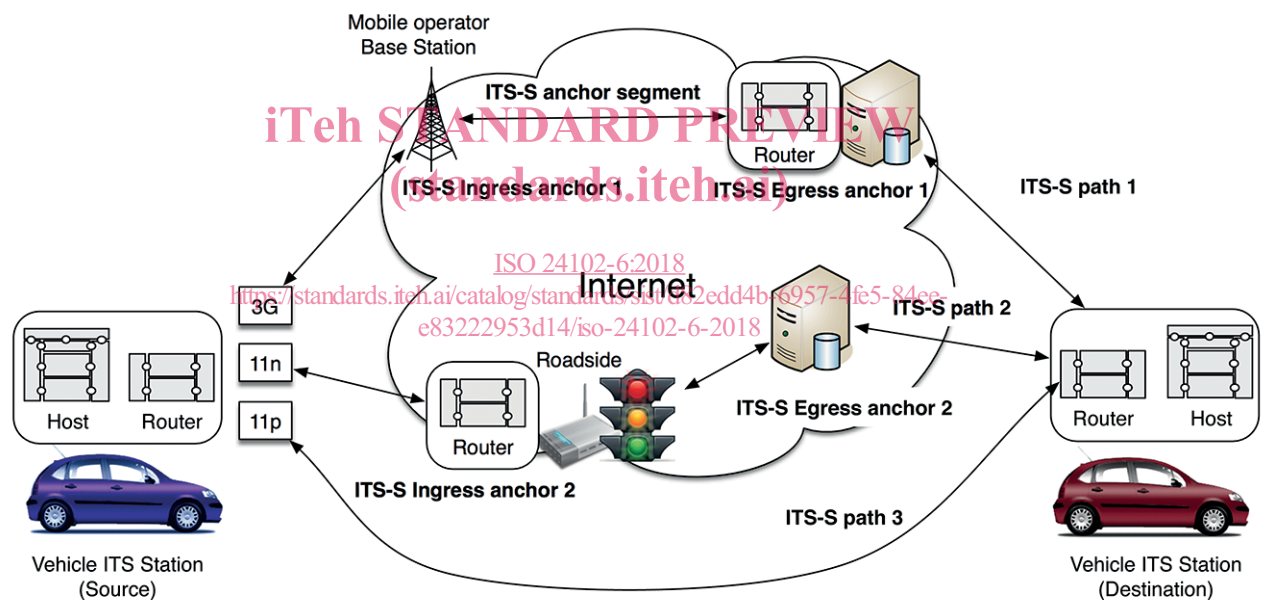 Mobile operator
Base Station
ITS-S anchor segment
Router
iTeh STANDARD PREVIEW
(standards.iteh.ai)
ITS-S Ingress anchor 1
ITS-S Egress anchor 1
ITS-S path 1
ISO 24102-6:2018
Internet
https://standards.iteh.ai/catalog/standards/sist/d82edd4b-6957-4fe5-84ee-
e83222953d14/iso-24102-6-2018
3G
11n
11p
ITS-S path 2
Roadside
Host
Router
Router
ITS-S Egress anchor 2
Router
Host
ITS-S Ingress anchor 2
ITS-S path 3
Vehicle ITS Station
(Source)
Vehicle ITS Station
(Destination)